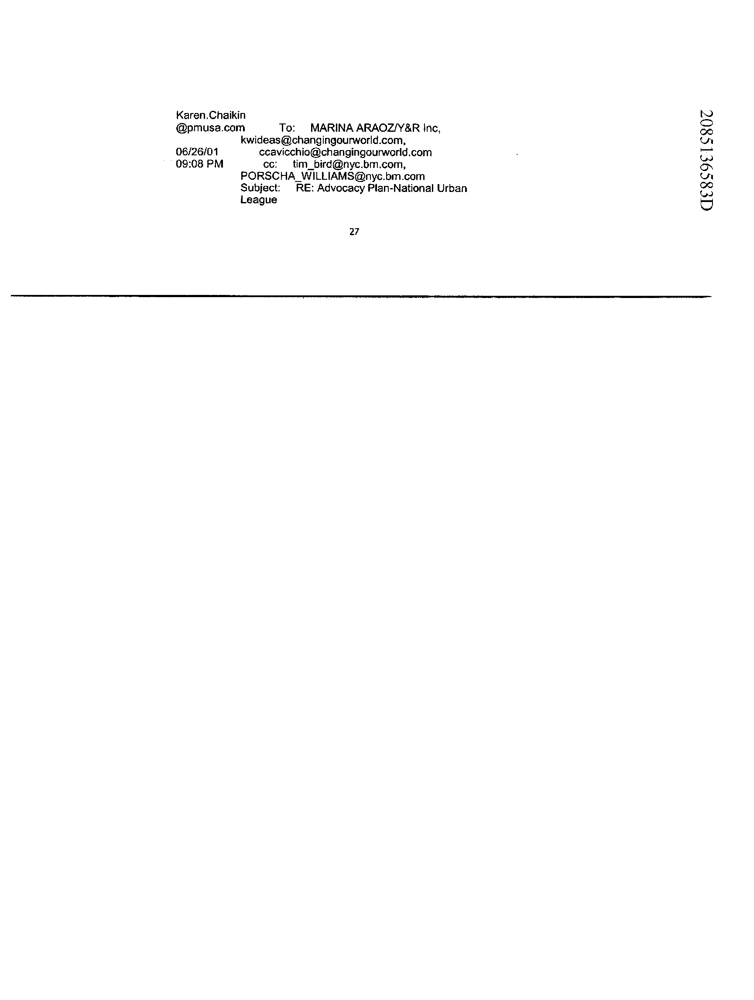 Karen.Chaikin
@pmusa.com To: MARINA ARAOZ/Y&R Inc,
kwideas@changingourworld.com,
06/26/01 ccavicchio@changingourworld.com
09:08 PM cc: tim_bird@nyc.bm.com,
PORSCHA_WILLIAMS@nyc.bm.com
Subject: RE: Advocacy Plan-National Urban
League
27
2085136583D